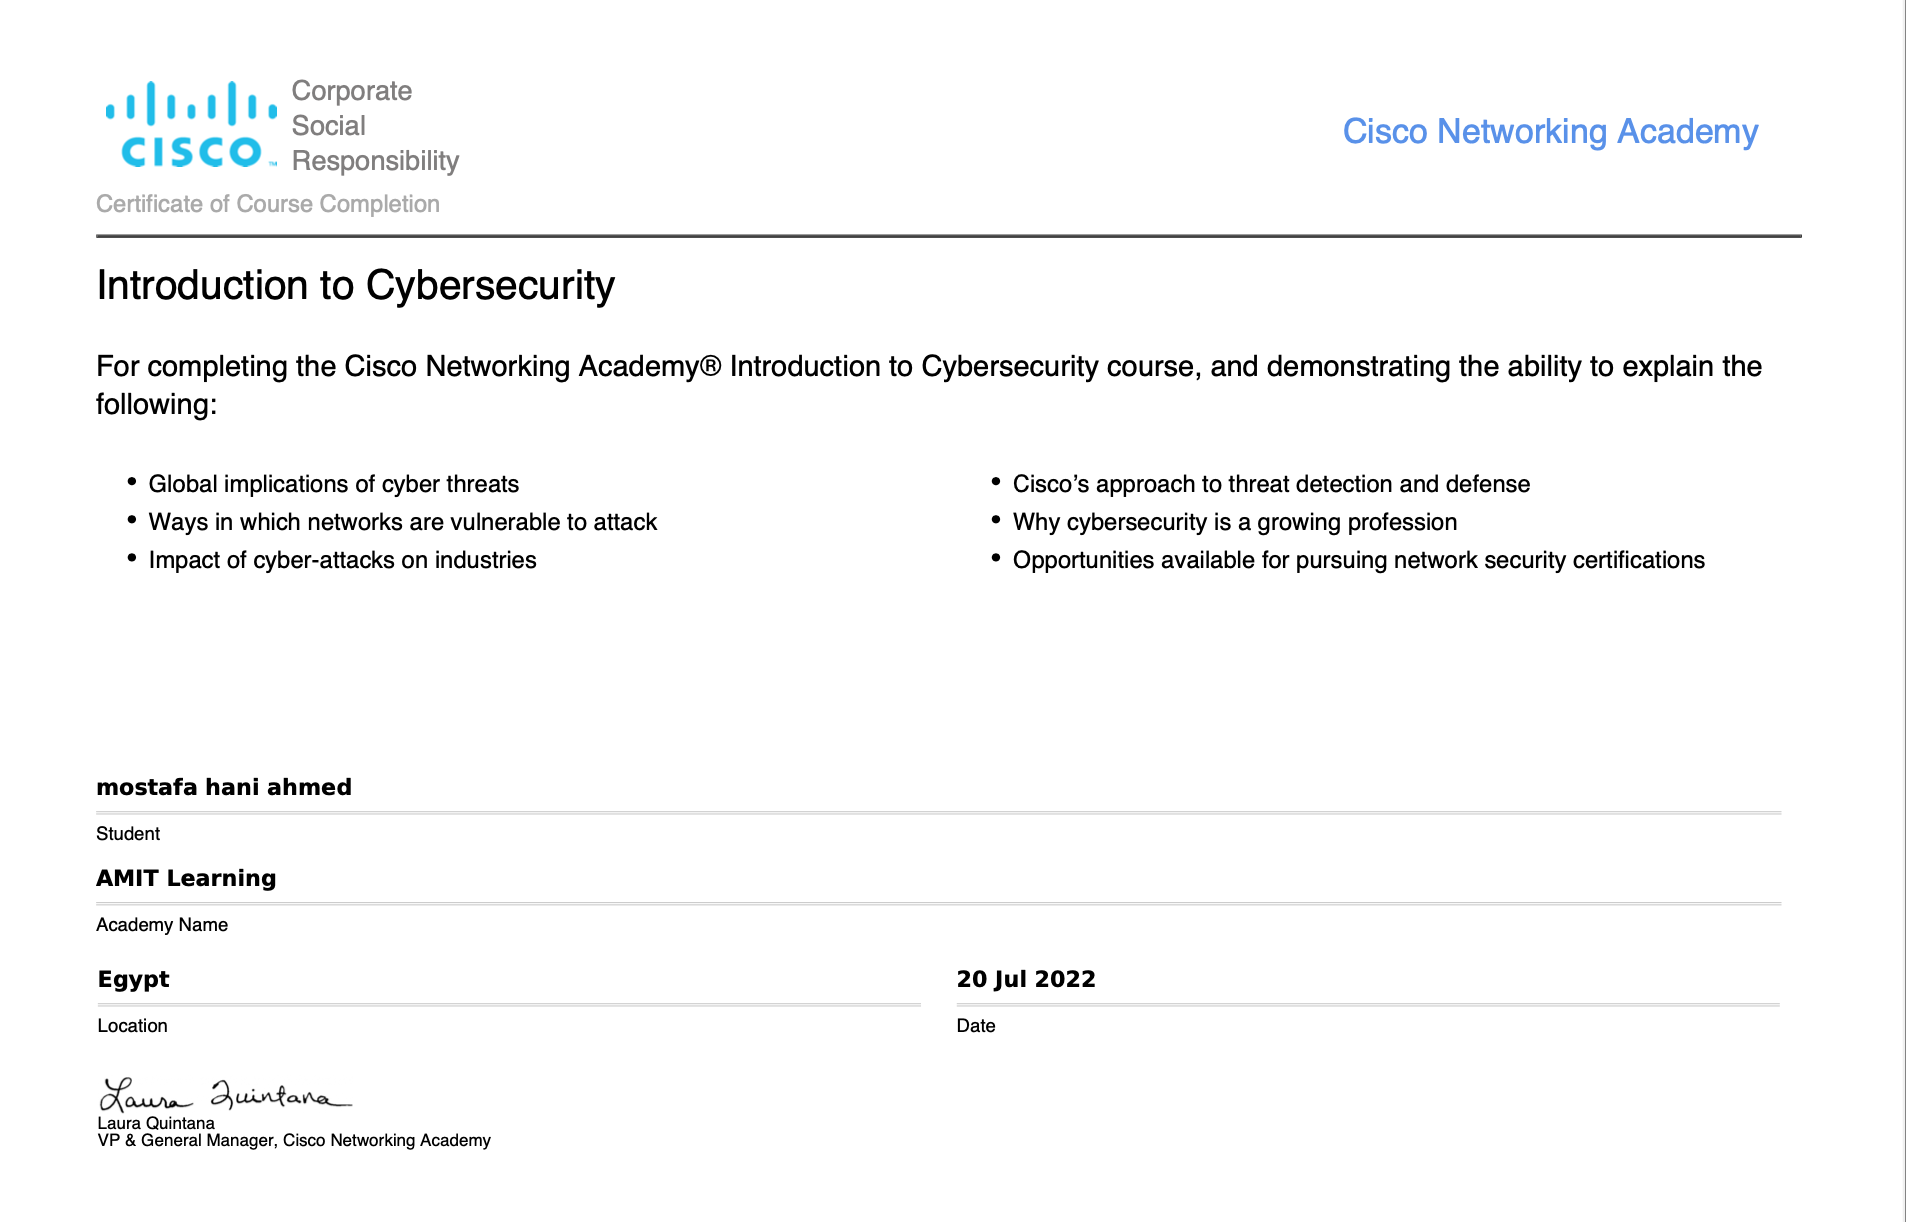 CISCO™
Corporate
Social
Responsibility
Cisco Networking Academy
Certificate of Course Completion
Introduction to Cybersecurity
For completing the Cisco Networking Academy® Introduction to Cybersecurity course, and demonstrating the ability to explain the
following:
• Global implications of cyber threats
• Ways in which networks are vulnerable to attack
• Impact of cyber-attacks on industries
• Cisco’s approach to threat detection and defense
• Why cybersecurity is a growing profession
• Opportunities available for pursuing network security certifications
mostafa hani ahmed
Student
AMIT Learning
Academy Name
Egypt
Location
20 Jul 2022
Date
Laura Quintana
Laura Quintana
VP & General Manager, Cisco Networking Academy